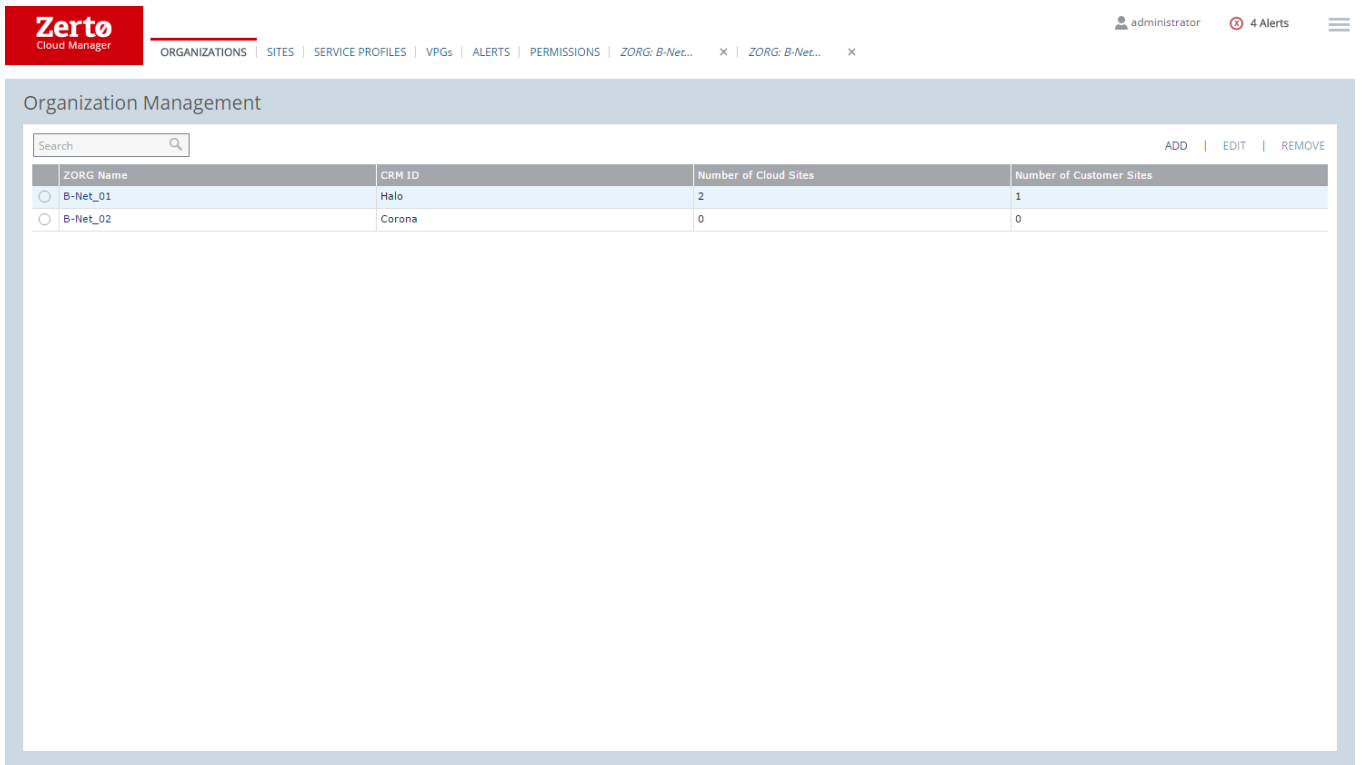 Zertø
Cloud Manager
administrator 4 Alerts
ORGANIZATIONS | SITES | SERVICE PROFILES | VPGs | ALERTS | PERMISSIONS | ZORG: B-Net... × | ZORG: B-Net... ×
Organization Management
Search
ADD | EDIT | REMOVE
ZORG Name CRM ID Number of Cloud Sites Number of Customer Sites
B-Net_01 Halo 2 1
B-Net_02 Corona 0 0